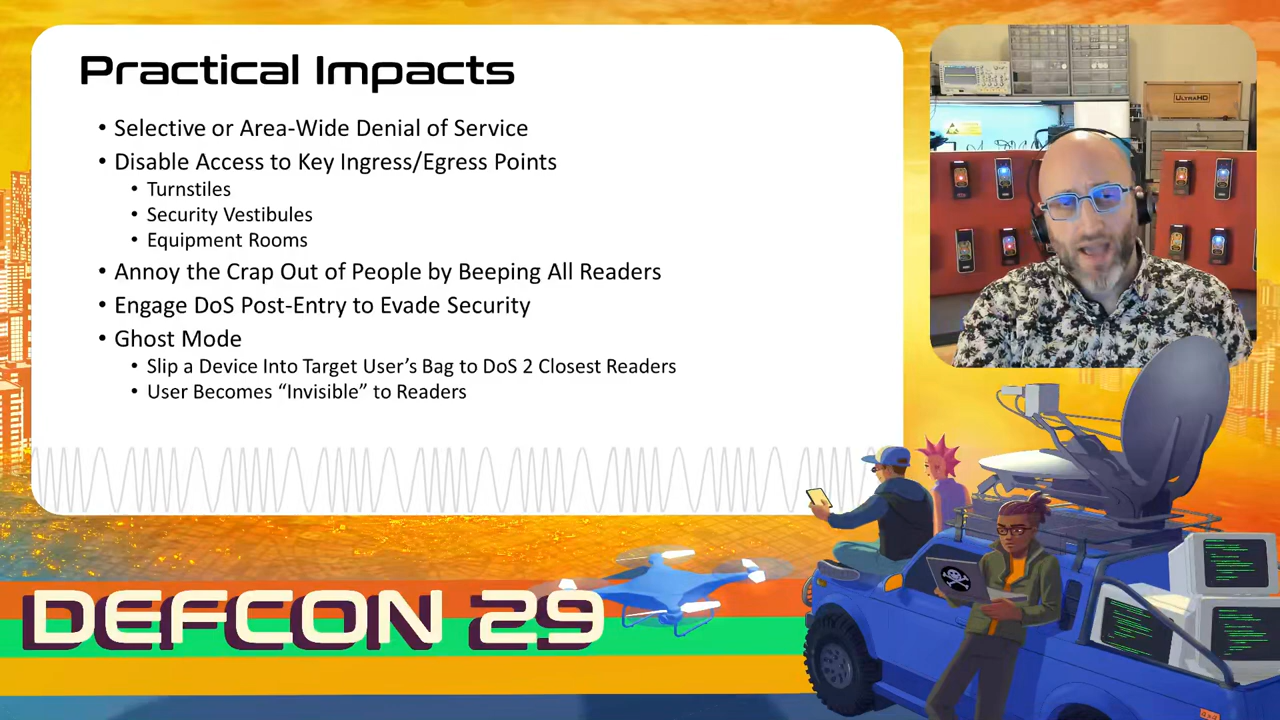 Practical Impacts
• Selective or Area-Wide Denial of Service
• Disable Access to Key Ingress/Egress Points
• Turnstiles
• Security Vestibules
• Equipment Rooms
• Annoy the Crap Out of People by Beeping All Readers
• Engage DoS Post-Entry to Evade Security
• Ghost Mode
• Slip a Device Into Target User’s Bag to DoS 2 Closest Readers
• User Becomes “Invisible” to Readers
ULTRAHD
DEFCON 29